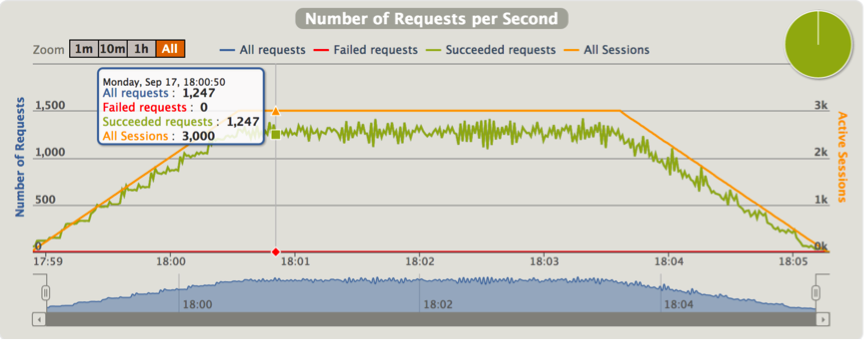 Number of Requests per Second
Zoom 1m 10m 1h All
All requests Failed requests Succeeded requests All Sessions
Monday, Sep 17, 18:00:50
All requests : 1,247
Failed requests : 0
Succeeded requests : 1,247
All Sessions : 3,000
Number of Requests
1,500
1,000
500
0
3k
2k
1k
0k
Active Sessions
17:59 18:00 18:01 18:02 18:03 18:04 18:05
18:00 18:02 18:04